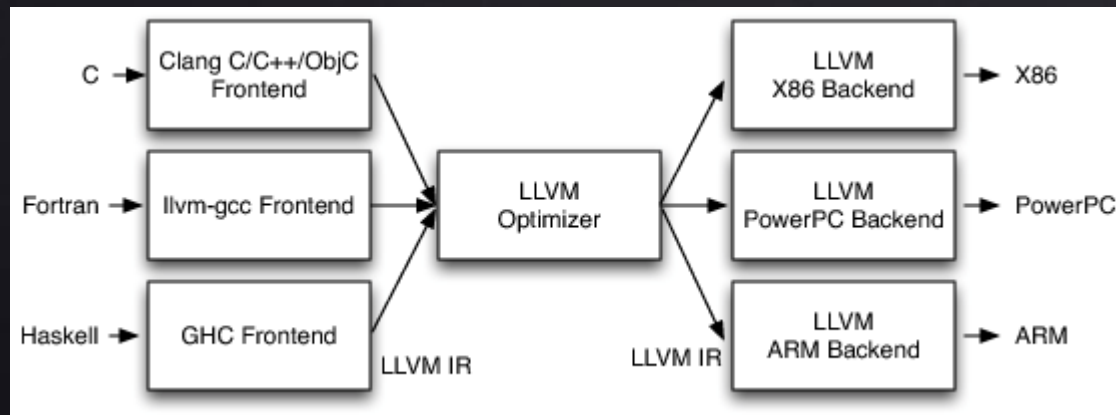 C
Clang C/C++/ObjC
Frontend
LLVM
X86 Backend
X86
Fortran
llvm-gcc Frontend
LLVM
Optimizer
LLVM
PowerPC Backend
PowerPC
Haskell
GHC Frontend
LLVM IR
LLVM IR
LLVM
ARM Backend
ARM